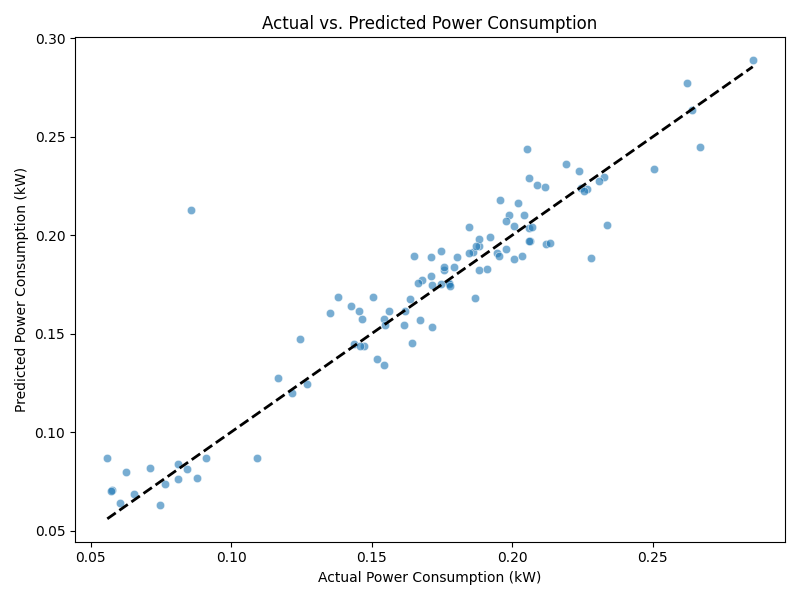 Actual vs. Predicted Power Consumption
0.30
0.25
0.20
0.15
0.10
0.05
Predicted Power Consumption (kW)
0.05 0.10 0.15 0.20 0.25
Actual Power Consumption (kW)